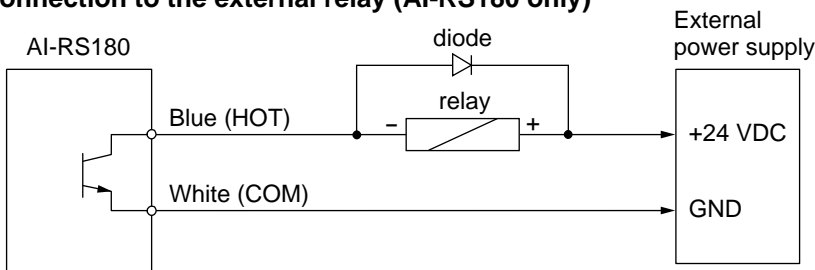 onnection to the external relay (AI-RS180 only)
External
power supply
AI-RS180
diode
relay
Blue (HOT)
– +
+24 VDC
White (COM)
GND